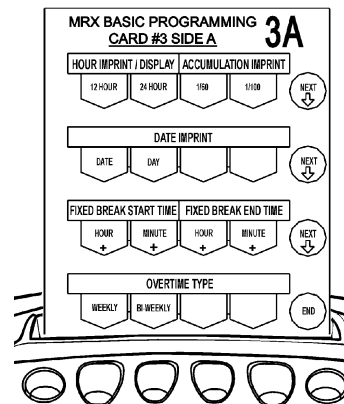 MRX BASIC PROGRAMMING 3A
CARD #3 SIDE A
HOUR IMPRINT / DISPLAY ACCUMULATION IMPRINT
12 HOUR 24 HOUR 1/60 1/100 NEXT
DATE IMPRINT
DATE DAY NEXT
FIXED BREAK START TIME FIXED BREAK END TIME
HOUR MINUTE HOUR MINUTE NEXT
+ + + +
OVERTIME TYPE
WEEKLY BI-WEEKLY END